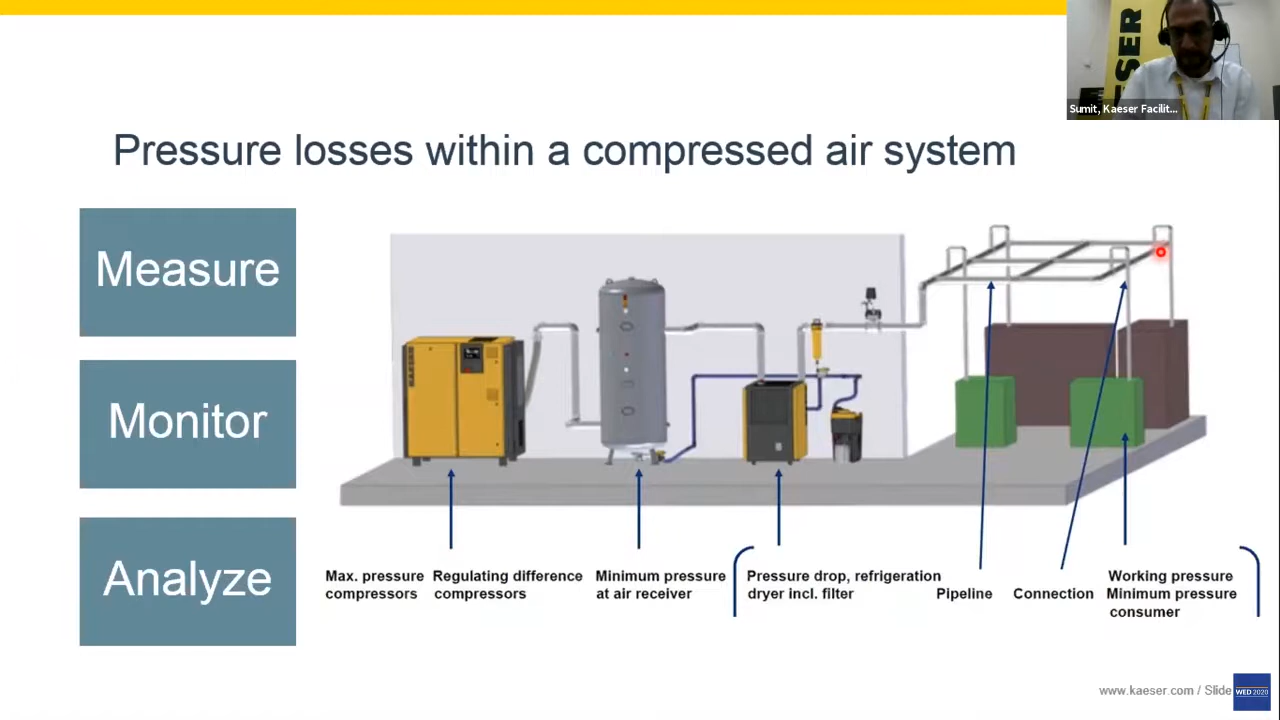 Sumit, Kaeser Facilit...
Pressure losses within a compressed air system
Measure
Monitor
Analyze
KAESER
Max. pressure
compressors
Regulating difference
compressors
Minimum pressure
at air receiver
Pressure drop, refrigeration
dryer incl. filter
Pipeline
Connection
Working pressure
Minimum pressure
consumer
www.kaeser.com / Slide
WED 2020